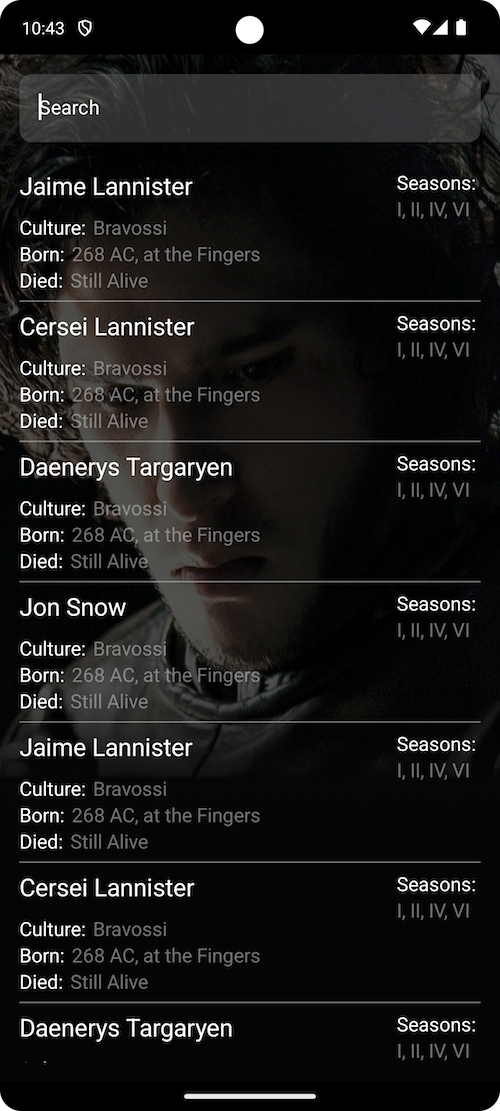 10:43
Search
Jaime Lannister
Seasons:
I, II, IV, VI
Culture: Bravossi
Born: 268 AC, at the Fingers
Died: Still Alive
Cersei Lannister
Seasons:
I, II, IV, VI
Culture: Bravossi
Born: 268 AC, at the Fingers
Died: Still Alive
Daenerys Targaryen
Seasons:
I, II, IV, VI
Culture: Bravossi
Born: 268 AC, at the Fingers
Died: Still Alive
Jon Snow
Seasons:
I, II, IV, VI
Culture: Bravossi
Born: 268 AC, at the Fingers
Died: Still Alive
Jaime Lannister
Seasons:
I, II, IV, VI
Culture: Bravossi
Born: 268 AC, at the Fingers
Died: Still Alive
Cersei Lannister
Seasons:
I, II, IV, VI
Culture: Bravossi
Born: 268 AC, at the Fingers
Died: Still Alive
Daenerys Targaryen
Seasons:
I, II, IV, VI